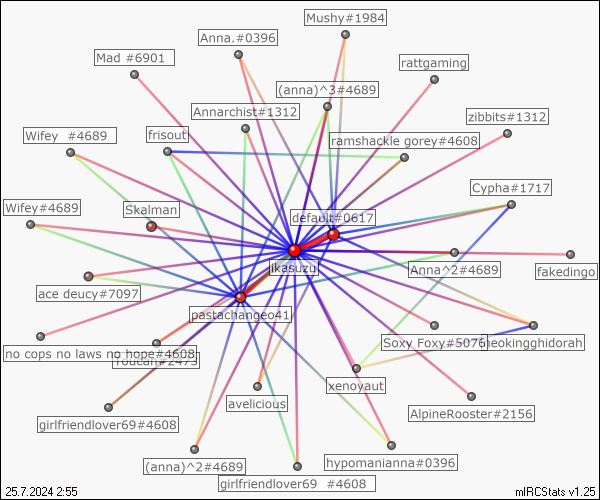 Mushy#1984
Anna.#0396
Mad #6901
rattgaming
(anna)^3#4689
Annarchist#1312
zibbits#1312
Wifey #4689
frisout
ramshackle gorey#4608
Cypha#1717
Wifey#4689
Skalman
default#0617
ikasuzu
Anna^2#4689
fakedingo
ace deucy#7097
pastachangeo41
no cops no laws no hope#4608
Soxy Foxy#5076
heokingghidorah
xenoyaut
avelicious
AlpineRooster#2156
girlfriendlover69#4608
(anna)^2#4689
hypomanianna#0396
girlfriendlover69 #4608
25.7.2024 2:55
mIRCStats v1.25